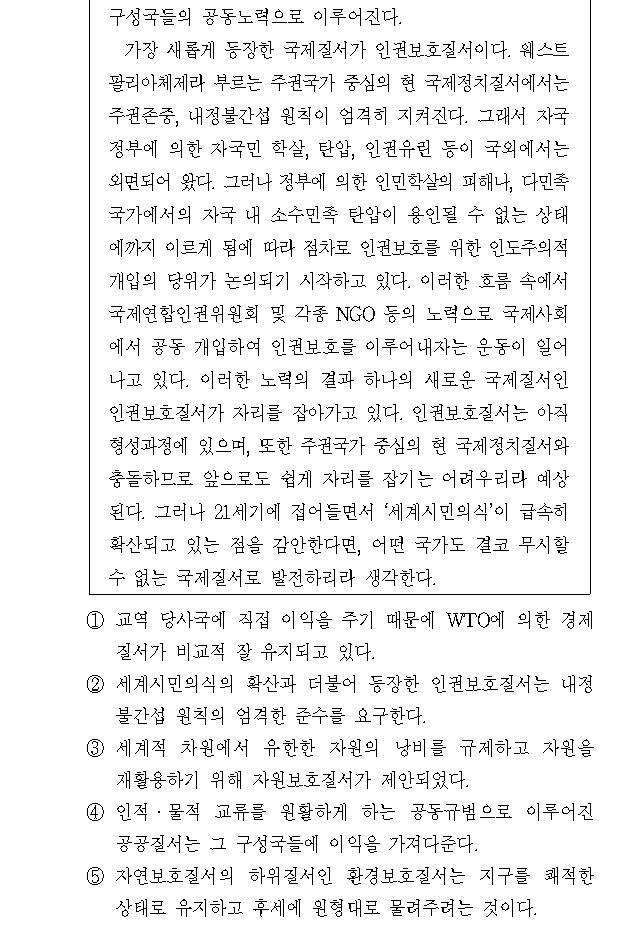 구성국들의 공동노력으로 이루어진다.
가장 새롭게 등장한 국제질서가 인권보호질서이다. 웨스트
팔리아체제라 부르는 주권국가 중심의 현 국제정치질서에서는
주권존중, 내정불간섭 원칙이 엄격히 지켜진다. 그래서 자국
정부에 의한 자국민 학살, 탄압, 인권유린 등이 국외에서는
외면되어 왔다. 그러나 정부에 의한 인민학살의 피해나, 다민족
국가에서의 자국 내 소수민족 탄압이 용인될 수 없는 상태
에까지 이르게 됨에 따라 점차로 인권보호를 위한 인도주의적
개입의 당위가 논의되기 시작하고 있다. 이러한 흐름 속에서
국제연합인권위원회 및 각종 NGO 등의 노력으로 국제사회
에서 공동 개입하여 인권보호를 이루어내자는 운동이 일어
나고 있다. 이러한 노력의 결과 하나의 새로운 국제질서인
인권보호질서가 자리를 잡아가고 있다. 인권보호질서는 아직
형성과정에 있으며, 또한 주권국가 중심의 현 국제정치질서와
충돌하므로 앞으로도 쉽게 자리를 잡기는 어려우리라 예상
된다. 그러나 21세기에 접어들면서 ‘세계시민의식’이 급속히
확산되고 있는 점을 감안한다면, 어떤 국가도 결코 무시할
수 없는 국제질서로 발전하리라 생각한다.
① 교역 당사국에 직접 이익을 주기 때문에 WTO에 의한 경제
질서가 비교적 잘 유지되고 있다.
② 세계시민의식의 확산과 더불어 등장한 인권보호질서는 내정
불간섭 원칙의 엄격한 준수를 요구한다.
③ 세계적 차원에서 유한한 자원의 낭비를 규제하고 자원을
재활용하기 위해 자원보호질서가 제안되었다.
④ 인적·물적 교류를 원활하게 하는 공동규범으로 이루어진
공공질서는 그 구성국들에 이익을 가져다준다.
⑤ 자연보호질서의 하위질서인 환경보호질서는 지구를 쾌적한
상태로 유지하고 후세에 원형대로 물려주려는 것이다.